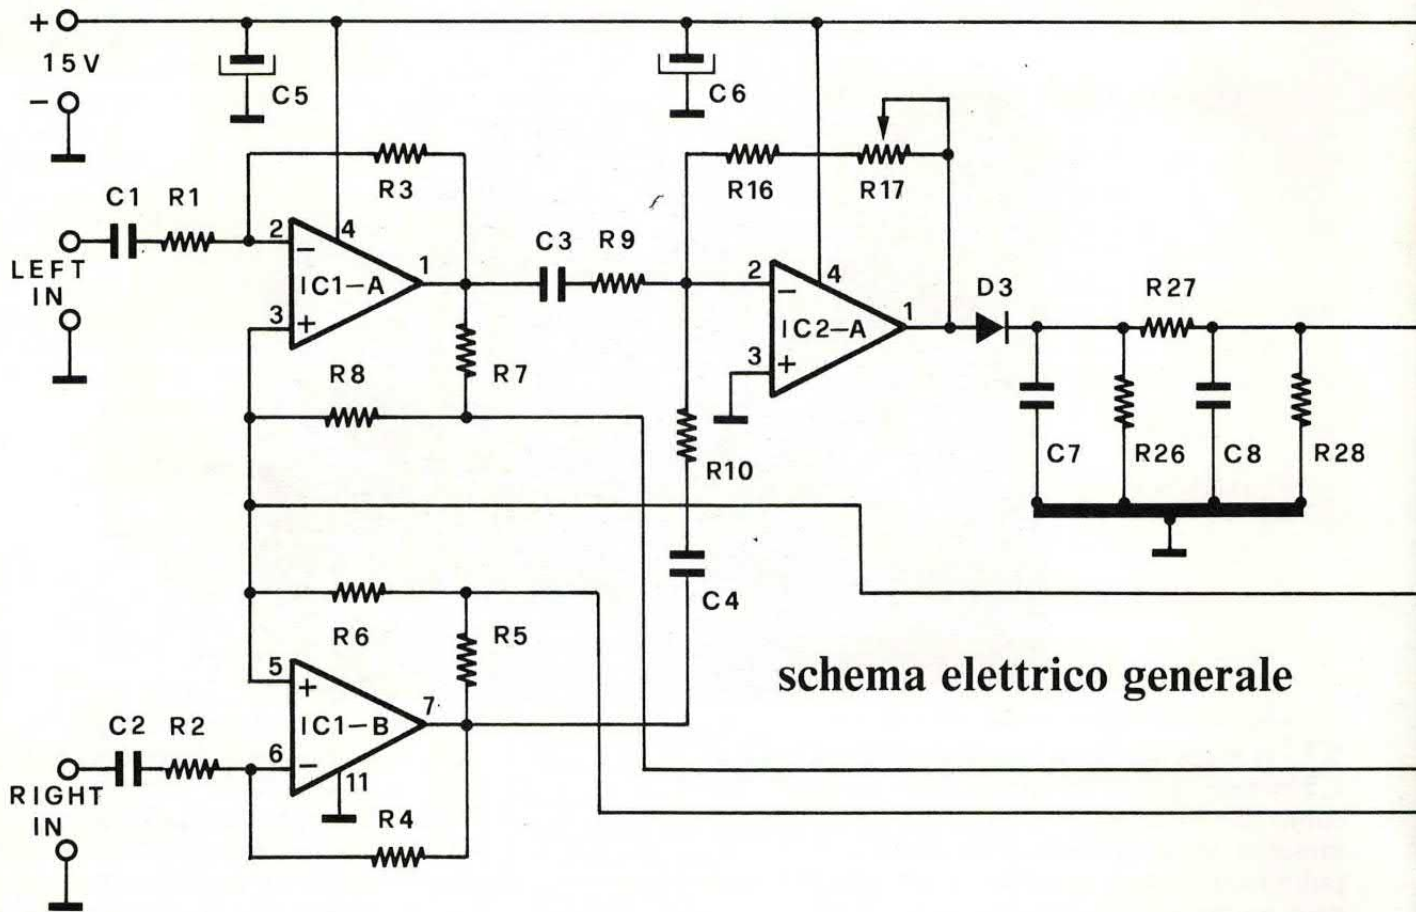 +
15V
−
C5
C6
R3
R16
R17
C1
R1
2
−
4
LEFT
IN
IC1−A
1
3
+
C3
R9
2
−
4
IC2−A
1
3
+
D3
R27
R8
R7
R10
C7
R26
C8
R28
C4
R6
R5
schema elettrico generale
5
+
IC1−B
7
C2
R2
6
−
11
RIGHT
IN
R4